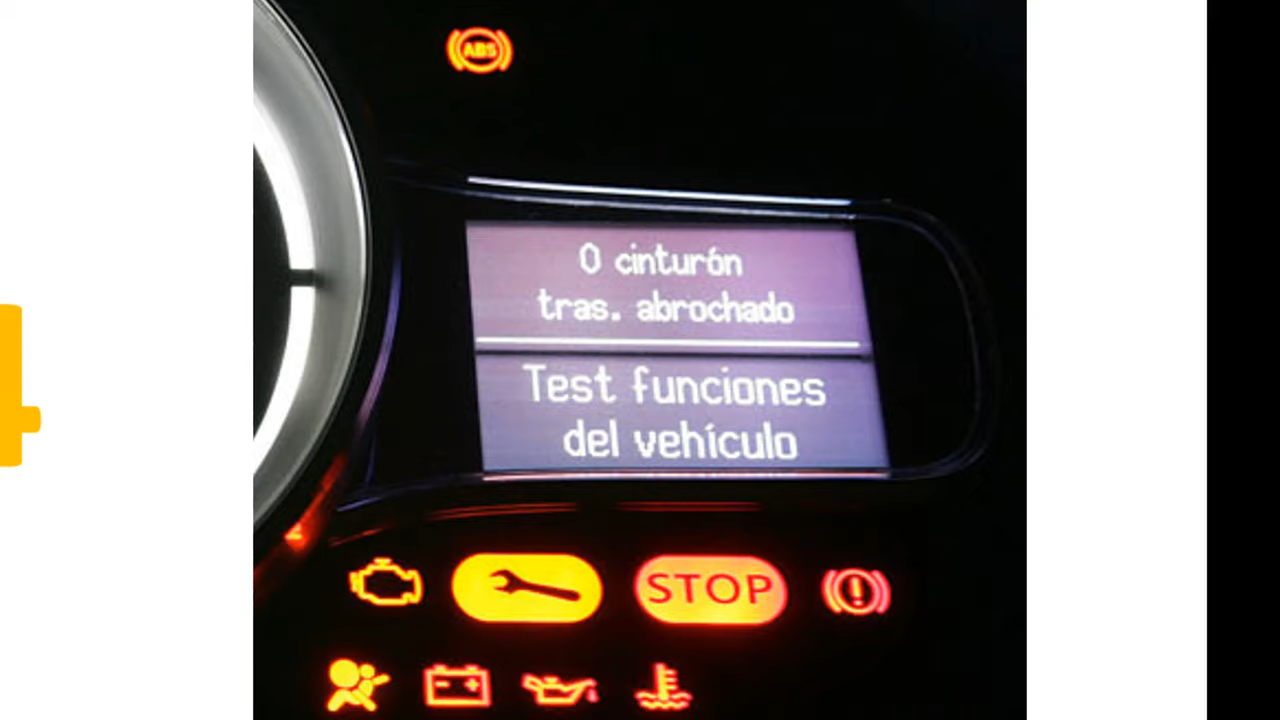 ABS
0 cinturón
tras. abrochado
Test funciones
del vehículo
STOP